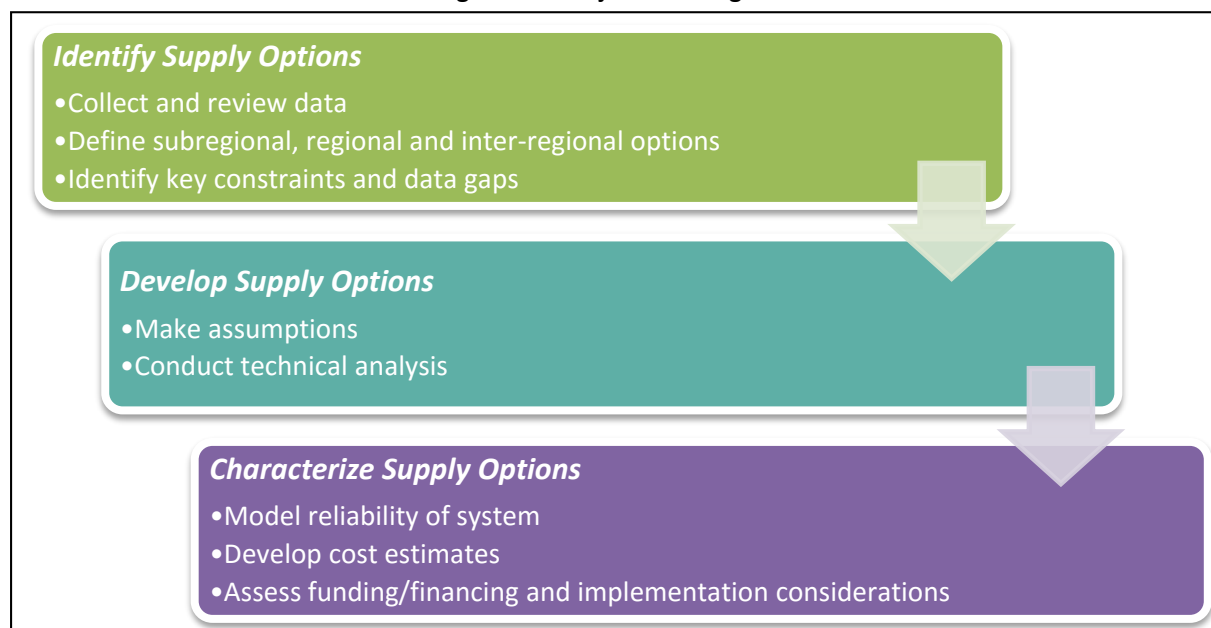 Identify Supply Options
•Collect and review data
•Define subregional, regional and inter-regional options
•Identify key constraints and data gaps
Develop Supply Options
•Make assumptions
•Conduct technical analysis
Characterize Supply Options
•Model reliability of system
•Develop cost estimates
•Assess funding/financing and implementation considerations